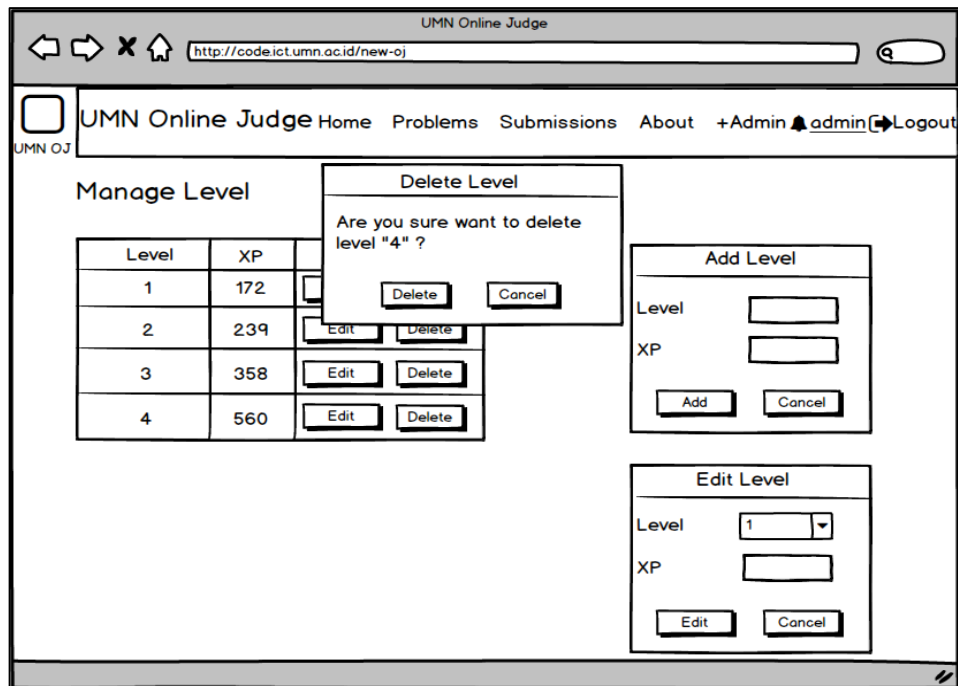 UMN Online Judge
http://code.ict.umn.ac.id/new-oj
UMN OJ
UMN Online Judge Home Problems Submissions About +Admin admin Logout
Manage Level
Delete Level
Are you sure want to delete
level "4" ?
Delete Cancel
Level XP
1 172
2 239 Edit Delete
3 358 Edit Delete
4 560 Edit Delete
Add Level
Level
XP
Add Cancel
Edit Level
Level 1
XP
Edit Cancel